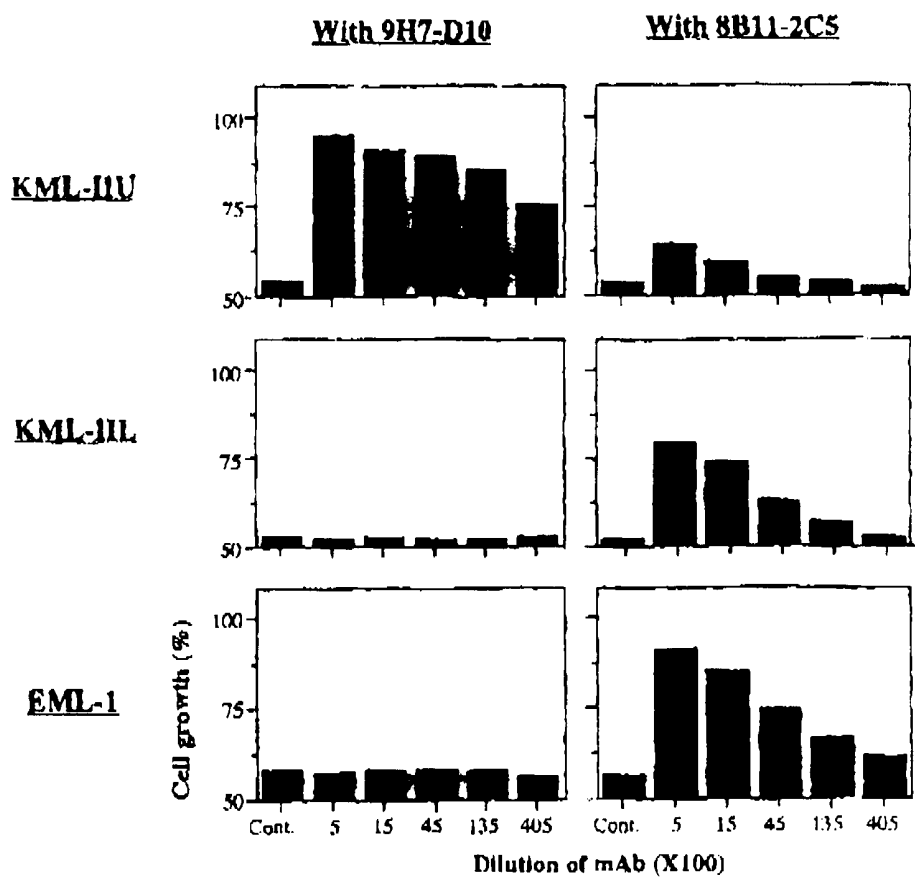 With 9H7-D10 With 8B11-2C5
KML-IIU
100
75
50
KML-IIL
100
75
50
EML-1
Cell growth (%)
100
75
50
Cont. 5 15 45 135 405 Cont. 5 15 45 135 405
Dilution of mAb (X100)